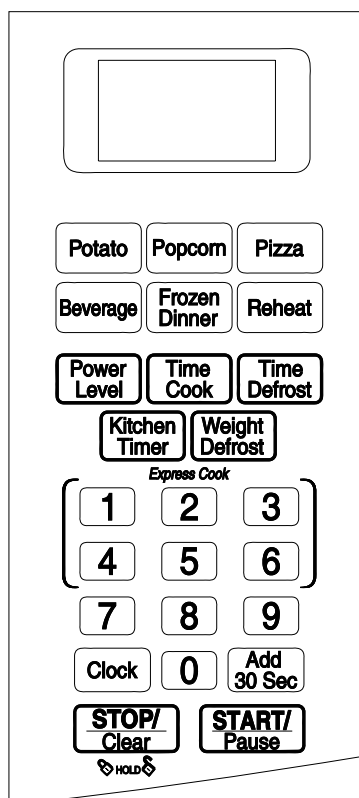 Potato Popcorn Pizza
Beverage Frozen Dinner Reheat
Power Level Time Cook Time Defrost
Kitchen Timer Weight Defrost
Express Cook
1 2 3
4 5 6
7 8 9
Clock 0 Add 30 Sec
STOP/ Clear START/ Pause
HOLD